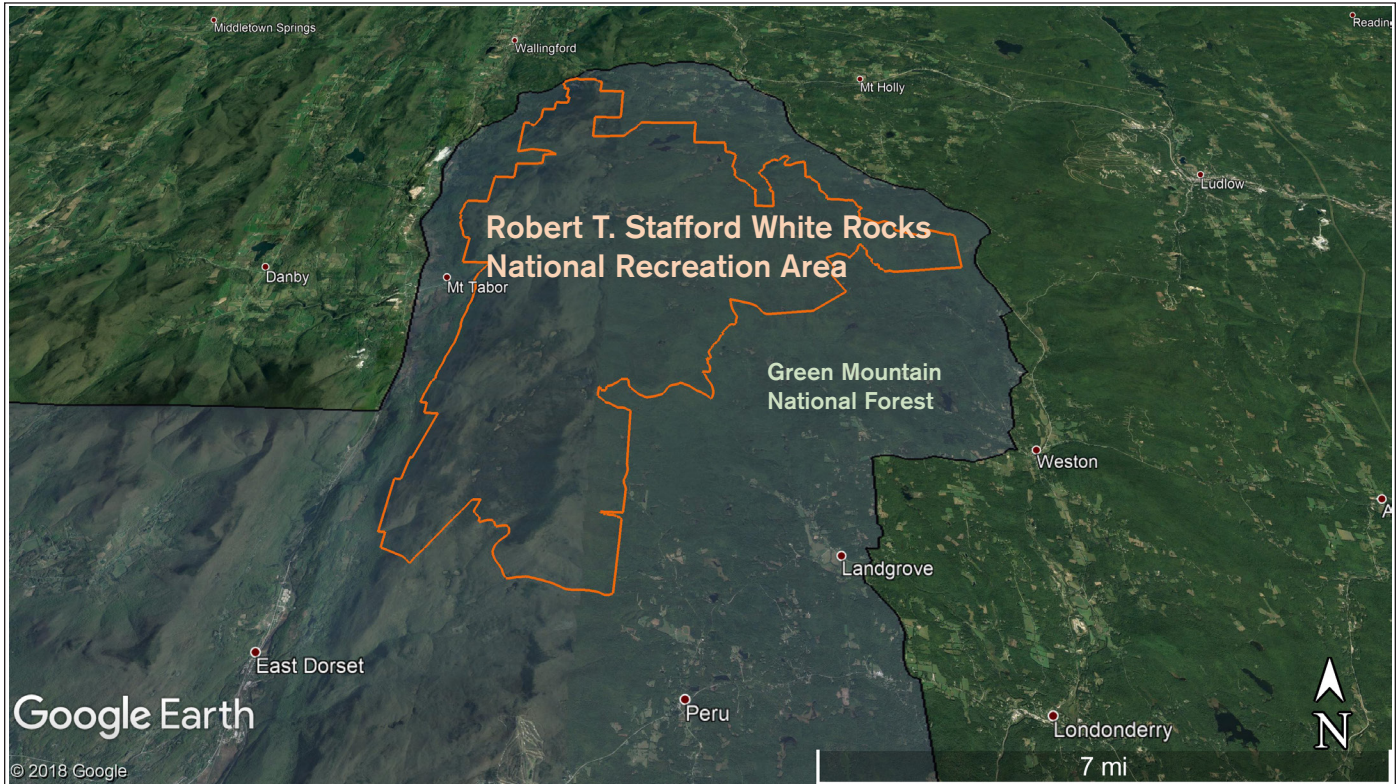 Middletown Springs
Wallingford
Readin
Mt Holly
Ludlow
Robert T. Stafford White Rocks
National Recreation Area
Danby
Mt Tabor
Green Mountain
National Forest
Weston
A
Landgrove
East Dorset
Peru
Londonderry
N
Google Earth
© 2018 Google
7 mi